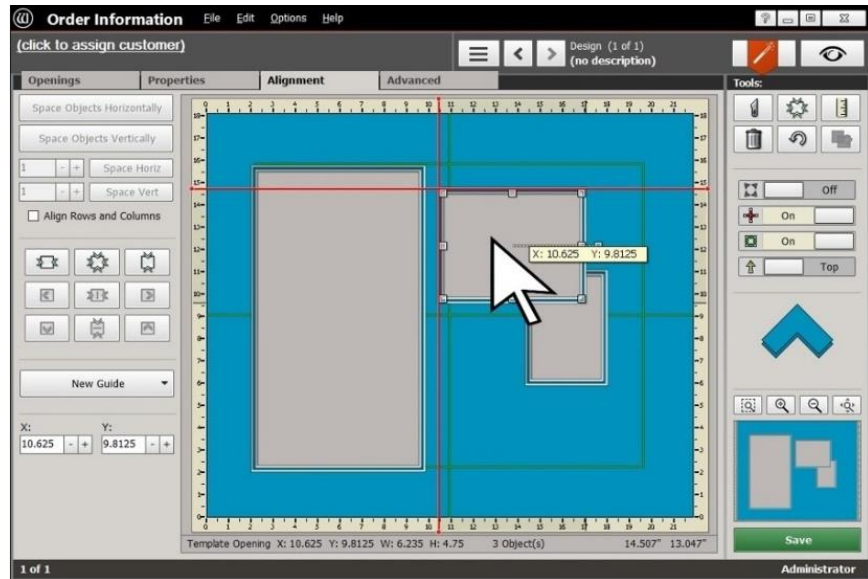 Order Information File Edit Options Help
(click to assign customer)
Design (1 of 1)
(no description)
Openings Properties Alignment Advanced
Tools:
Space Objects Horizontally
Space Objects Vertically
1 - + Space Horiz
1 - + Space Vert
Align Rows and Columns
Off
On
On
Top
X: 10.625 Y: 9.8125
New Guide
X: Y:
10.625 - + 9.8125 - +
Save
Template Opening X: 10.625 Y: 9.8125 W: 6.235 H: 4.75 3 Object(s) 14.507" 13.047"
1 of 1 Administrator